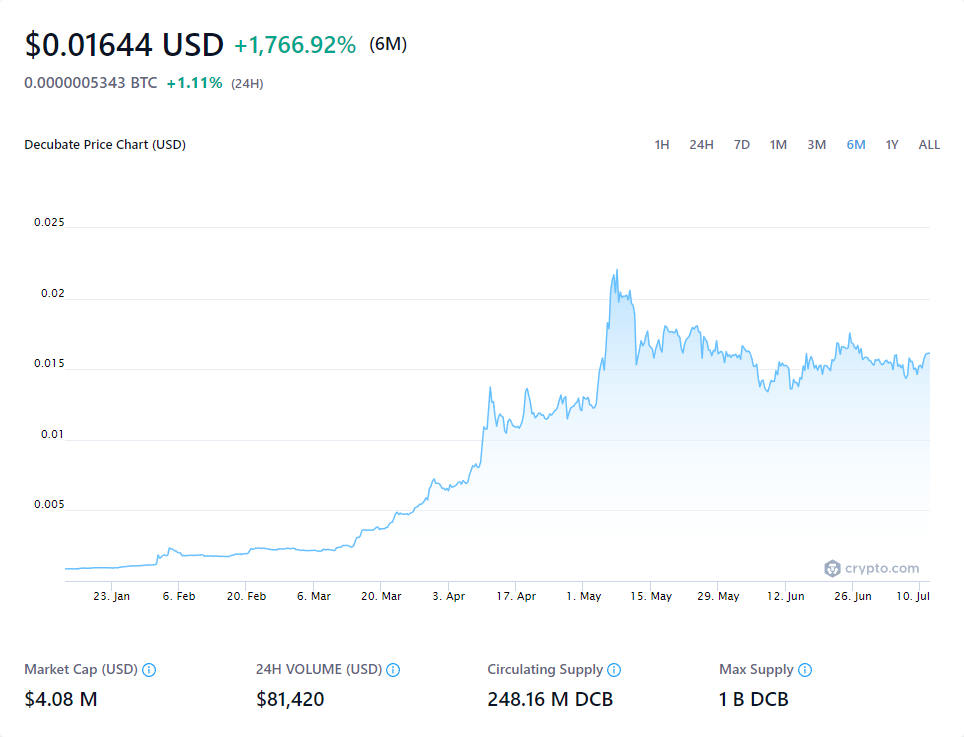 $0.01644 USD +1,766.92% (6M)
0.0000005343 BTC +1.11% (24H)
Decubate Price Chart (USD) 1H 24H 7D 1M 3M 6M 1Y ALL
0.025
0.02
0.015
0.01
0.005
crypto.com
23. Jan 6. Feb 20. Feb 6. Mar 20. Mar 3. Apr 17. Apr 1. May 15. May 29. May 12. Jun 26. Jun 10. Jul
Market Cap (USD) 24H VOLUME (USD) Circulating Supply Max Supply
$4.08 M $81,420 248.16 M DCB 1 B DCB